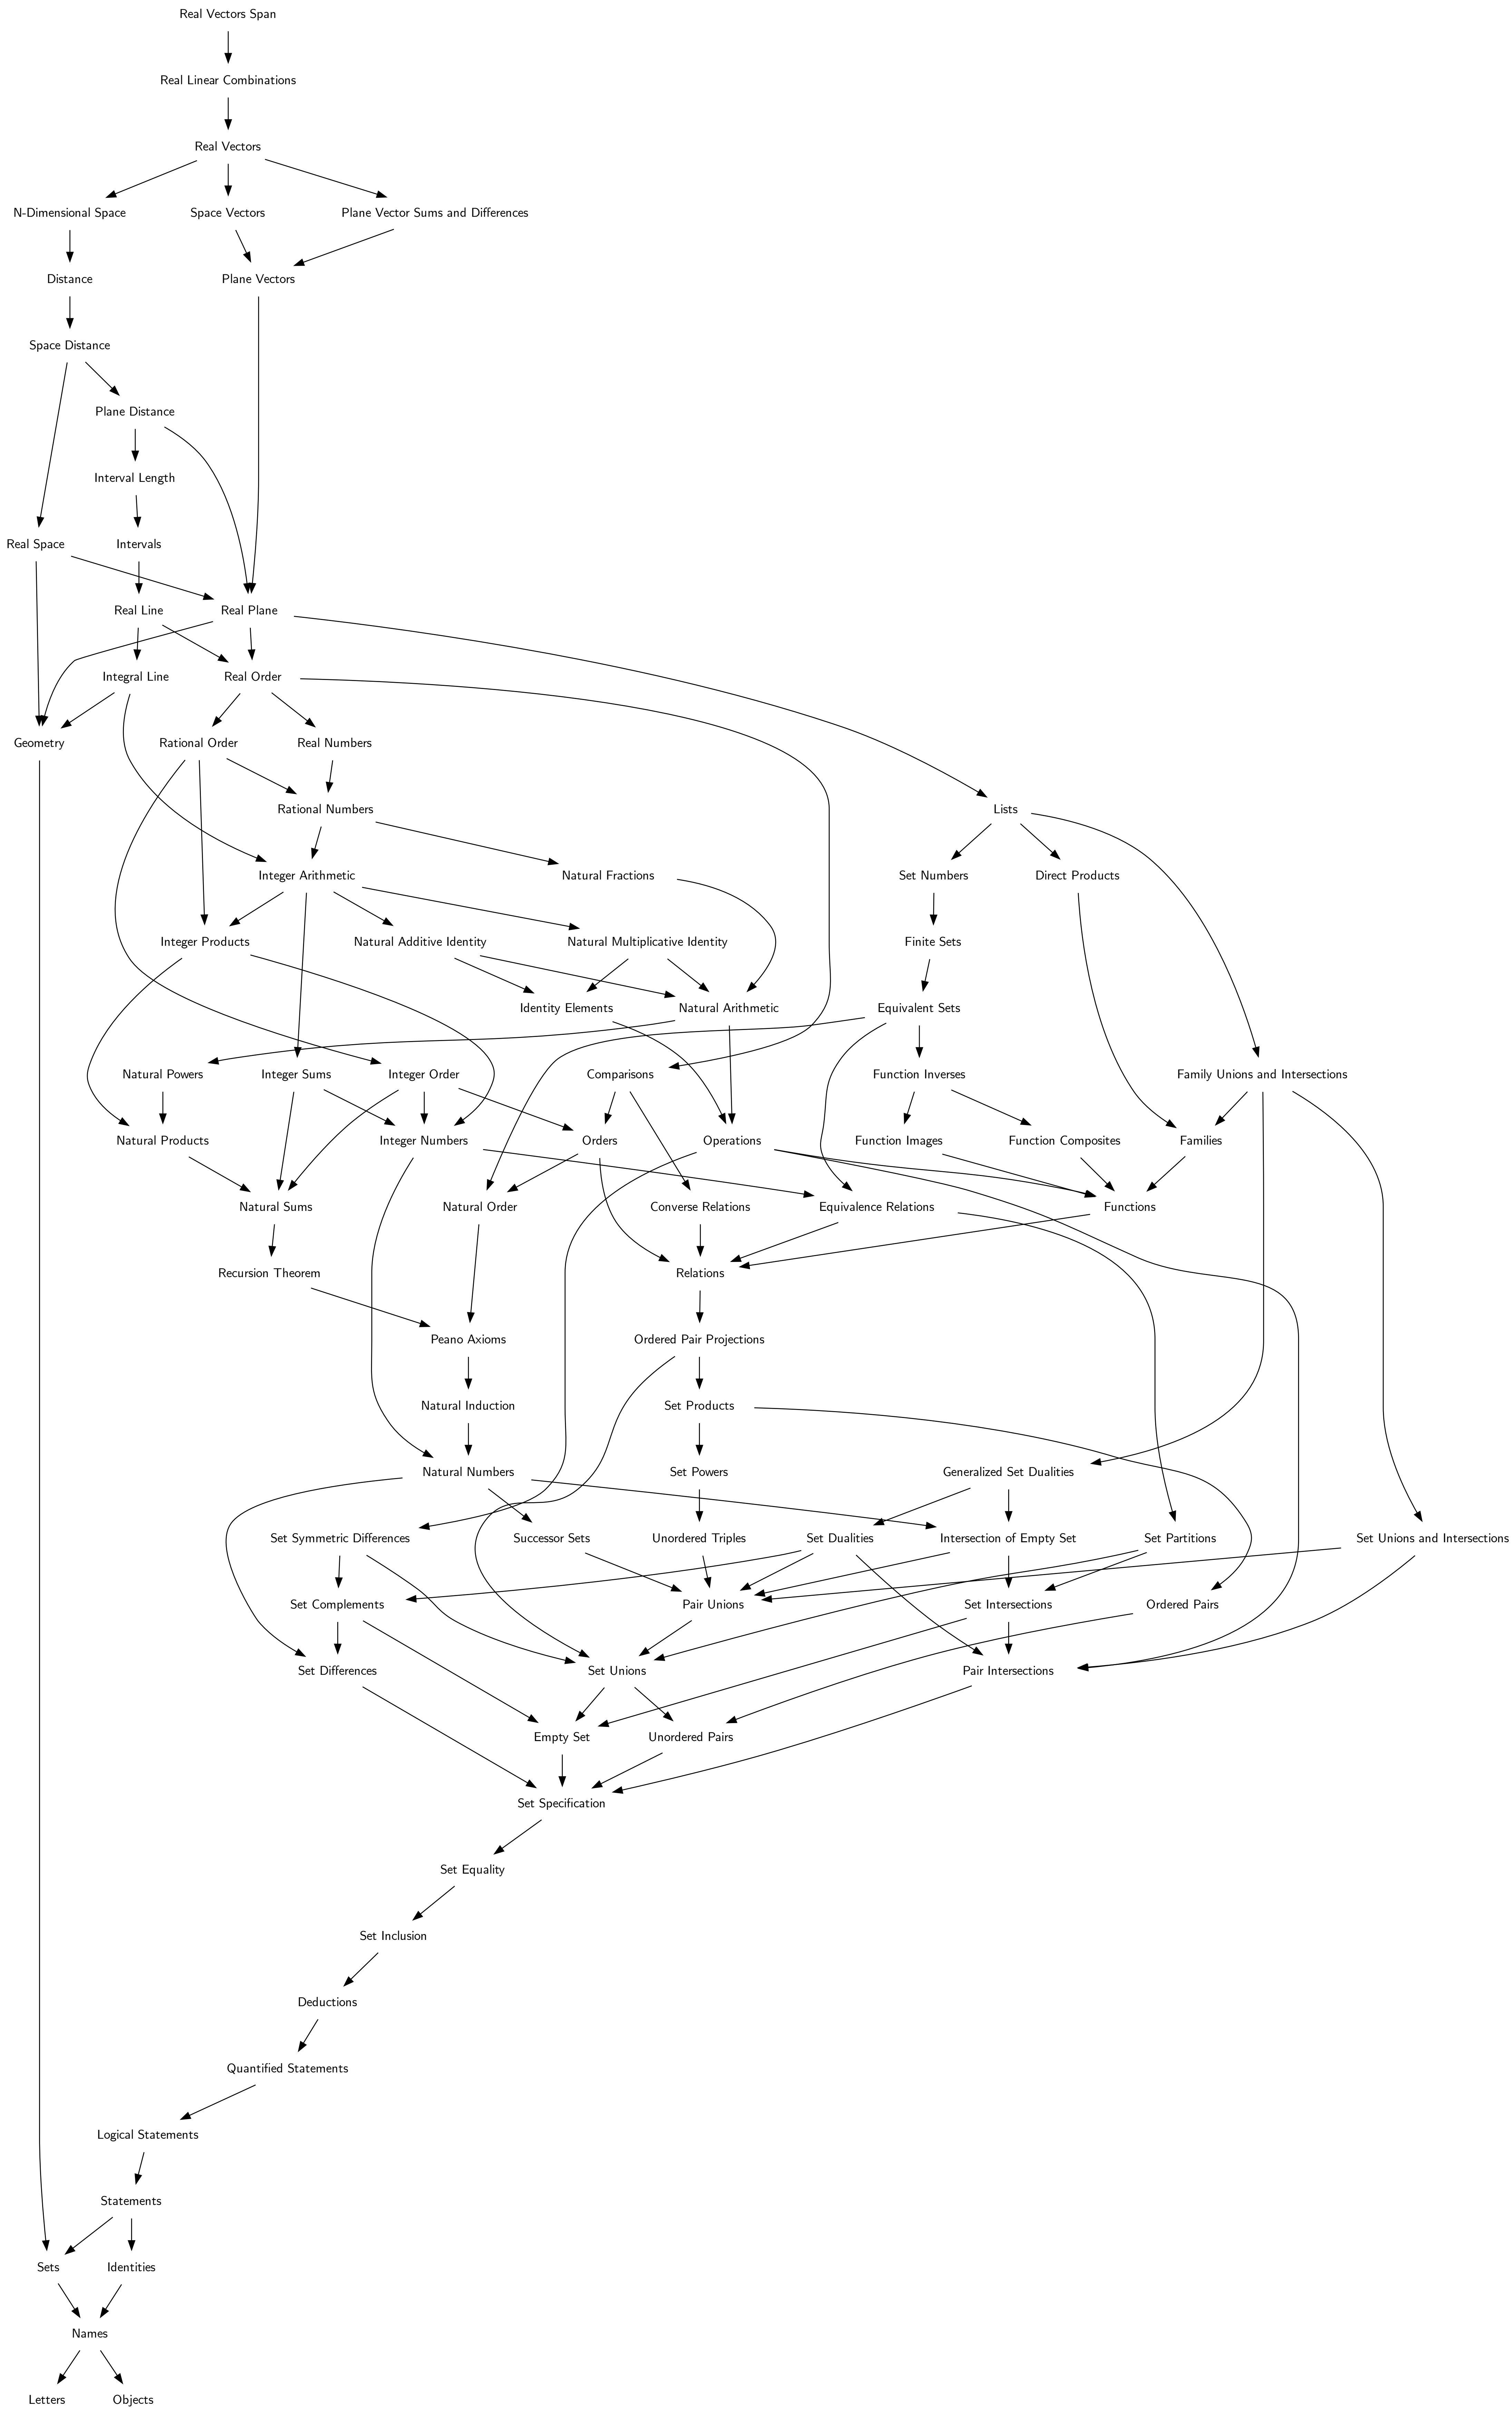 Real Vectors Span
Real Linear Combinations
Real Vectors
N-Dimensional Space
Space Vectors
Plane Vector Sums and Differences
Distance
Plane Vectors
Space Distance
Plane Distance
Interval Length
Real Space
Intervals
Real Line
Real Plane
Integral Line
Real Order
Geometry
Rational Order
Real Numbers
Rational Numbers
Lists
Integer Arithmetic
Natural Fractions
Set Numbers
Direct Products
Integer Products
Natural Additive Identity
Natural Multiplicative Identity
Finite Sets
Identity Elements
Natural Arithmetic
Equivalent Sets
Natural Powers
Integer Sums
Integer Order
Comparisons
Function Inverses
Family Unions and Intersections
Natural Products
Integer Numbers
Orders
Operations
Function Images
Function Composites
Families
Natural Sums
Natural Order
Converse Relations
Equivalence Relations
Functions
Recursion Theorem
Relations
Peano Axioms
Ordered Pair Projections
Natural Induction
Set Products
Natural Numbers
Set Powers
Generalized Set Dualities
Set Symmetric Differences
Successor Sets
Unordered Triples
Set Dualities
Intersection of Empty Set
Set Partitions
Set Unions and Intersections
Set Complements
Pair Unions
Set Intersections
Ordered Pairs
Set Differences
Set Unions
Pair Intersections
Empty Set
Unordered Pairs
Set Specification
Set Equality
Set Inclusion
Deductions
Quantified Statements
Logical Statements
Statements
Sets
Identities
Names
Letters
Objects